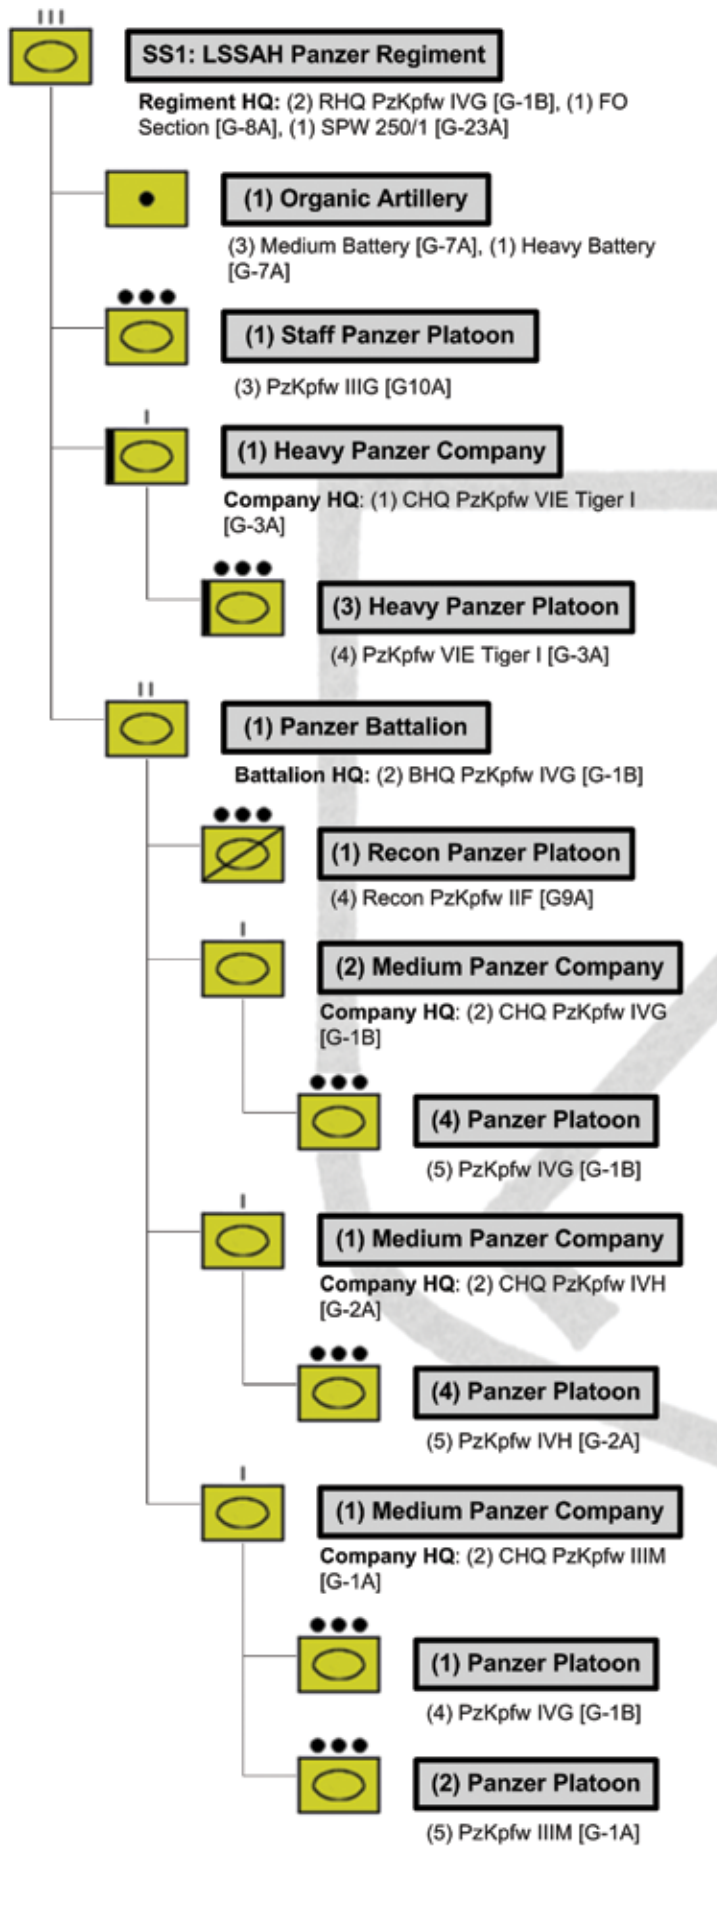 SS1: LSSAH Panzer Regiment
Regiment HQ: (2) RHQ PzKpfw IVG [G-1B], (1) FO
Section [G-8A], (1) SPW 250/1 [G-23A]
(1) Organic Artillery
(3) Medium Battery [G-7A], (1) Heavy Battery
[G-7A]
(1) Staff Panzer Platoon
(3) PzKpfw IIIG [G10A]
(1) Heavy Panzer Company
Company HQ: (1) CHQ PzKpfw VIE Tiger I
[G-3A]
(3) Heavy Panzer Platoon
(4) PzKpfw VIE Tiger I [G-3A]
(1) Panzer Battalion
Battalion HQ: (2) BHQ PzKpfw IVG [G-1B]
(1) Recon Panzer Platoon
(4) Recon PzKpfw IIF [G9A]
(2) Medium Panzer Company
Company HQ: (2) CHQ PzKpfw IVG
[G-1B]
(4) Panzer Platoon
(5) PzKpfw IVG [G-1B]
(1) Medium Panzer Company
Company HQ: (2) CHQ PzKpfw IVH
[G-2A]
(4) Panzer Platoon
(5) PzKpfw IVH [G-2A]
(1) Medium Panzer Company
Company HQ: (2) CHQ PzKpfw IIIM
[G-1A]
(1) Panzer Platoon
(4) PzKpfw IVG [G-1B]
(2) Panzer Platoon
(5) PzKpfw IIIM [G-1A]